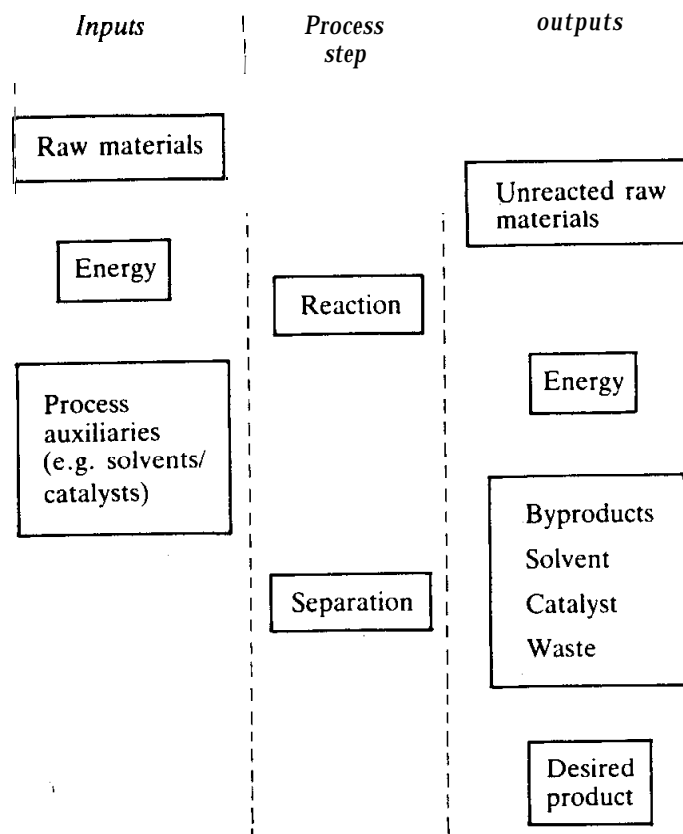 Inputs
Process
step
outputs
Raw materials
Energy
Process
auxiliaries
(e.g. solvents/
catalysts)
Reaction
Separation
Unreacted raw
materials
Energy
Byproducts
Solvent
Catalyst
Waste
Desired
product